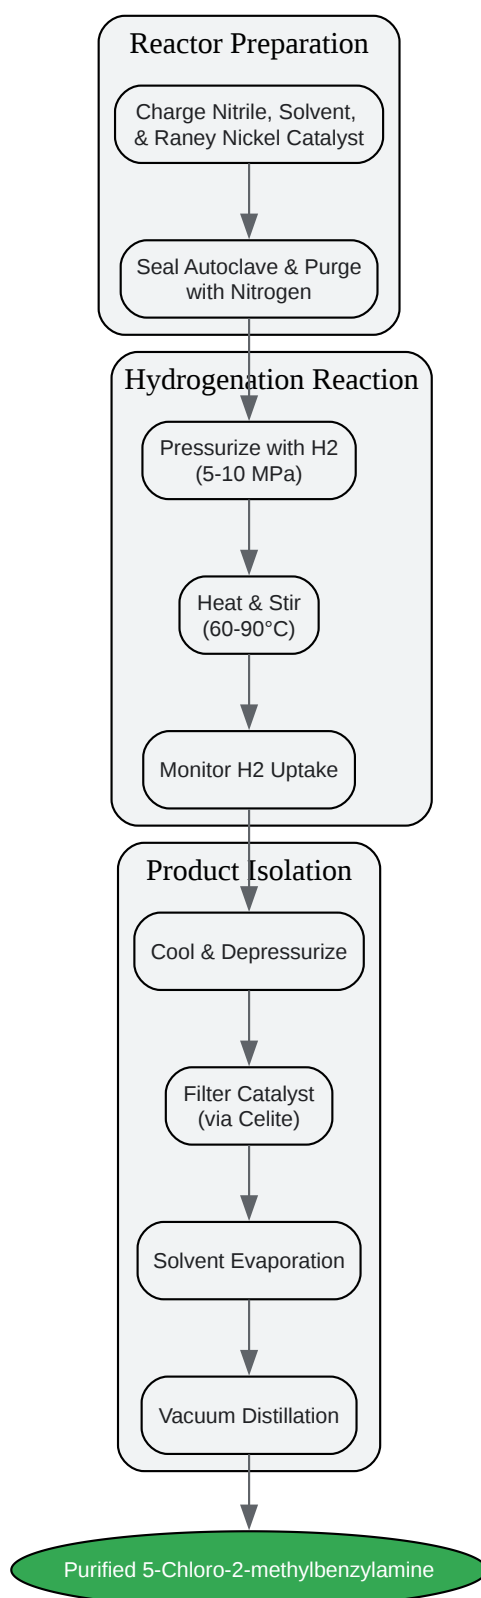 Reactor Preparation
Charge Nitrile, Solvent,
& Raney Nickel Catalyst
Seal Autoclave & Purge
with Nitrogen
Hydrogenation Reaction
Pressurize with H2
(5-10 MPa)
Heat & Stir
(60-90°C)
Monitor H2 Uptake
Product Isolation
Cool & Depressurize
Filter Catalyst
(via Celite)
Solvent Evaporation
Vacuum Distillation
Purified 5-Chloro-2-methylbenzylamine